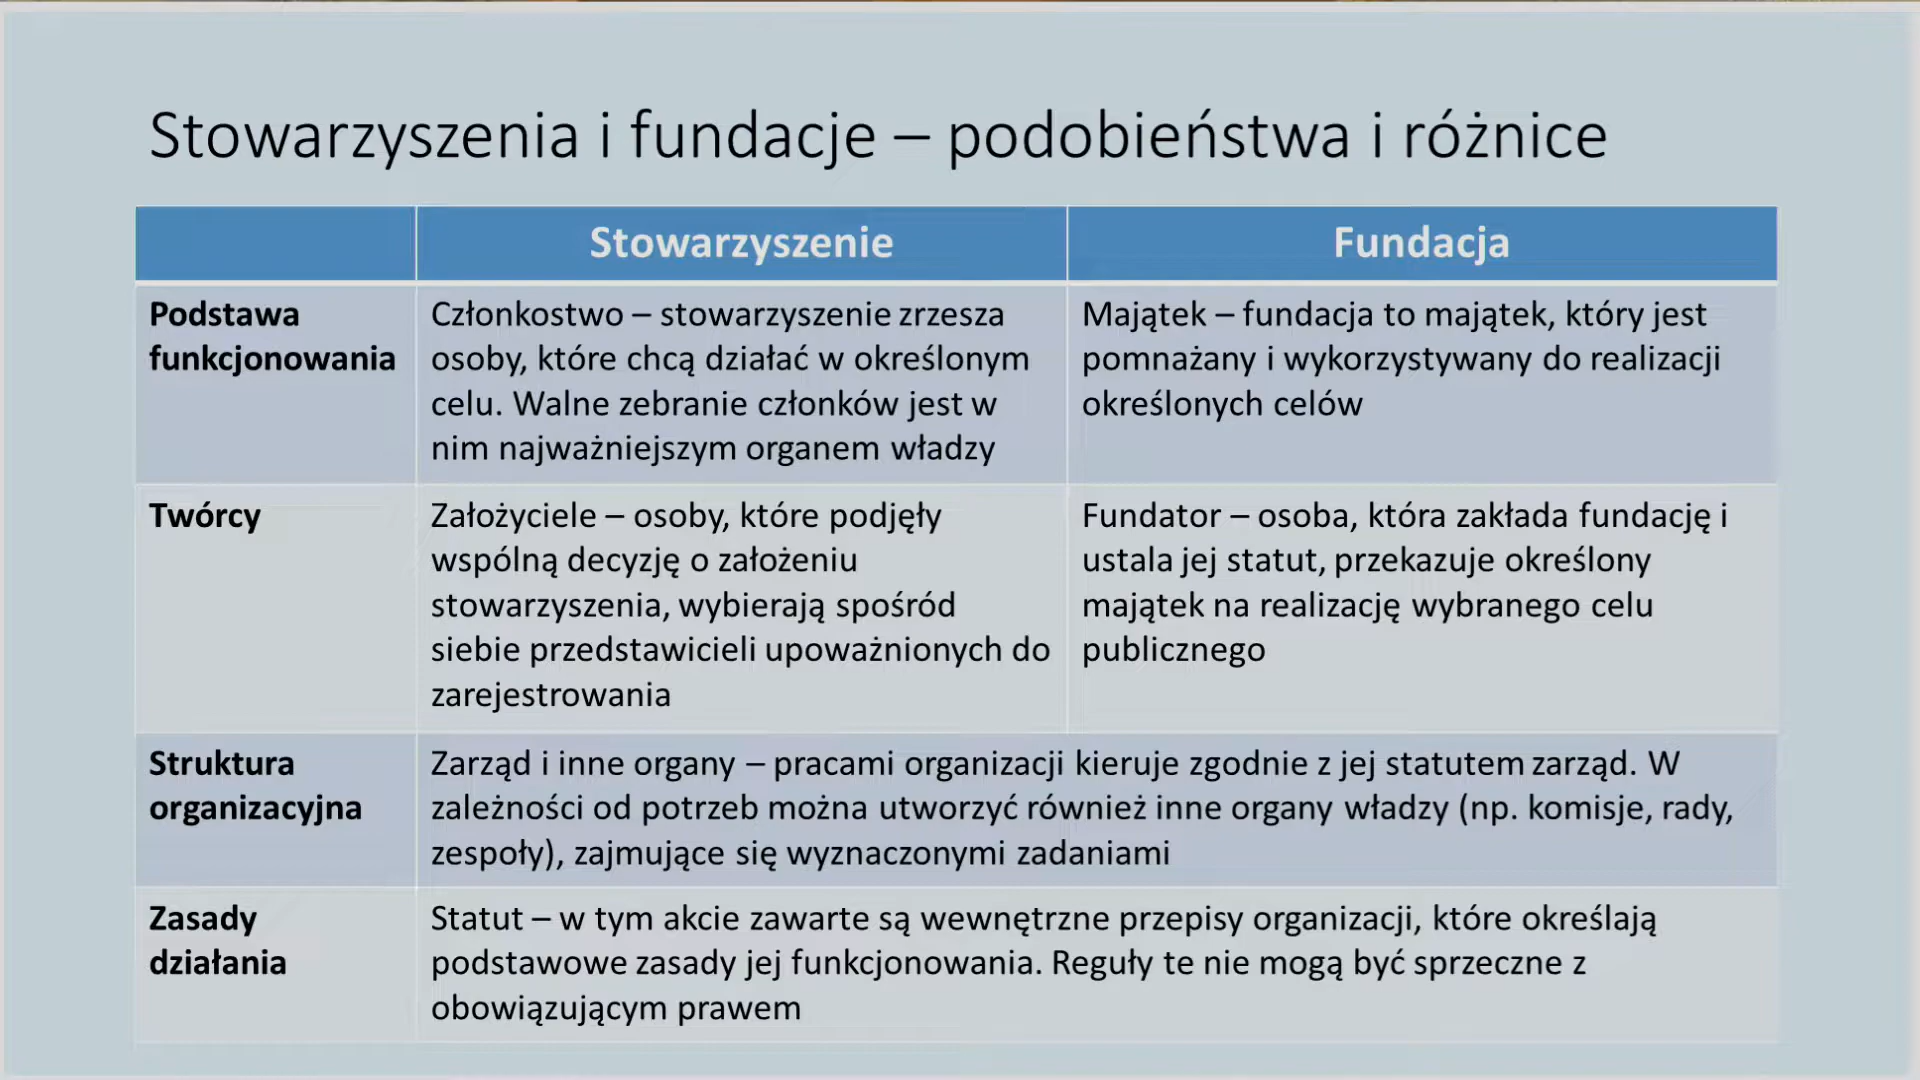 Stowarzyszenia i fundacje – podobieństwa i różnice
Stowarzyszenie
Fundacja
Podstawa
funkcjonowania
Członkostwo – stowarzyszenie zrzesza
osoby, które chcą działać w określonym
celu. Walne zebranie członków jest w
nim najważniejszym organem władzy
Majątek – fundacja to majątek, który jest
pomnażany i wykorzystywany do realizacji
określonych celów
Twórcy
Założyciele – osoby, które podjęły
wspólną decyzję o założeniu
stowarzyszenia, wybierają spośród
siebie przedstawicieli upoważnionych do
zarejestrowania
Fundator – osoba, która zakłada fundację i
ustala jej statut, przekazuje określony
majątek na realizację wybranego celu
publicznego
Struktura
organizacyjna
Zarząd i inne organy – pracami organizacji kieruje zgodnie z jej statutem zarząd. W
zależności od potrzeb można utworzyć również inne organy władzy (np. komisje, rady,
zespoły), zajmujące się wyznaczonymi zadaniami
Zasady
działania
Statut – w tym akcie zawarte są wewnętrzne przepisy organizacji, które określają
podstawowe zasady jej funkcjonowania. Reguły te nie mogą być sprzeczne z
obowiązującym prawem